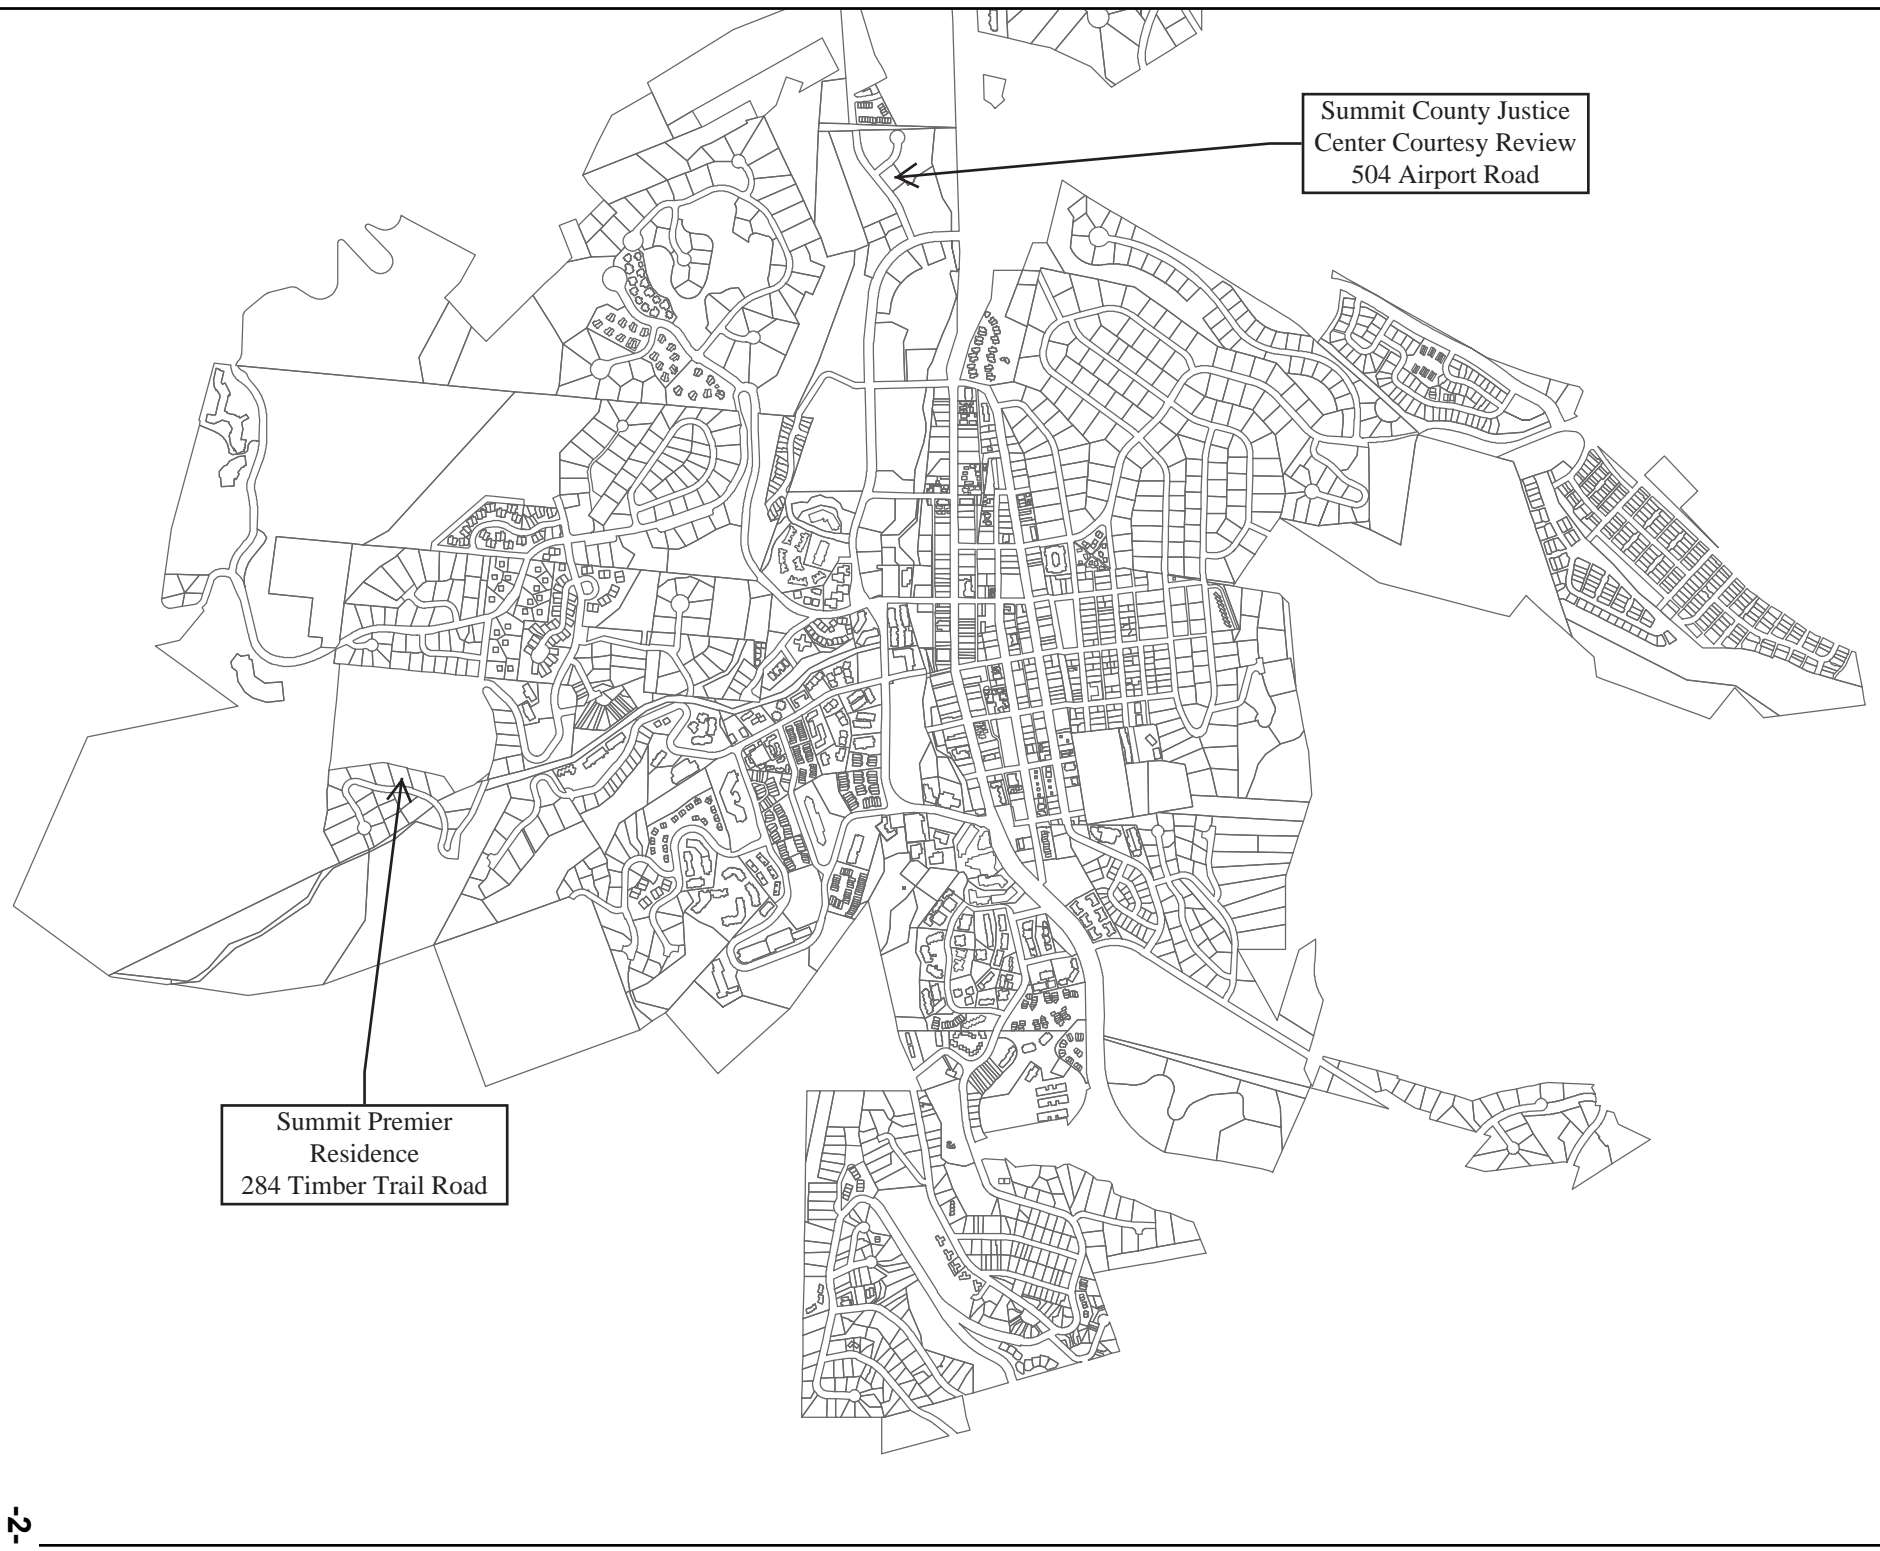 Summit County Justice
Center Courtesy Review
504 Airport Road
Summit Premier
Residence
284 Timber Trail Road
-2-